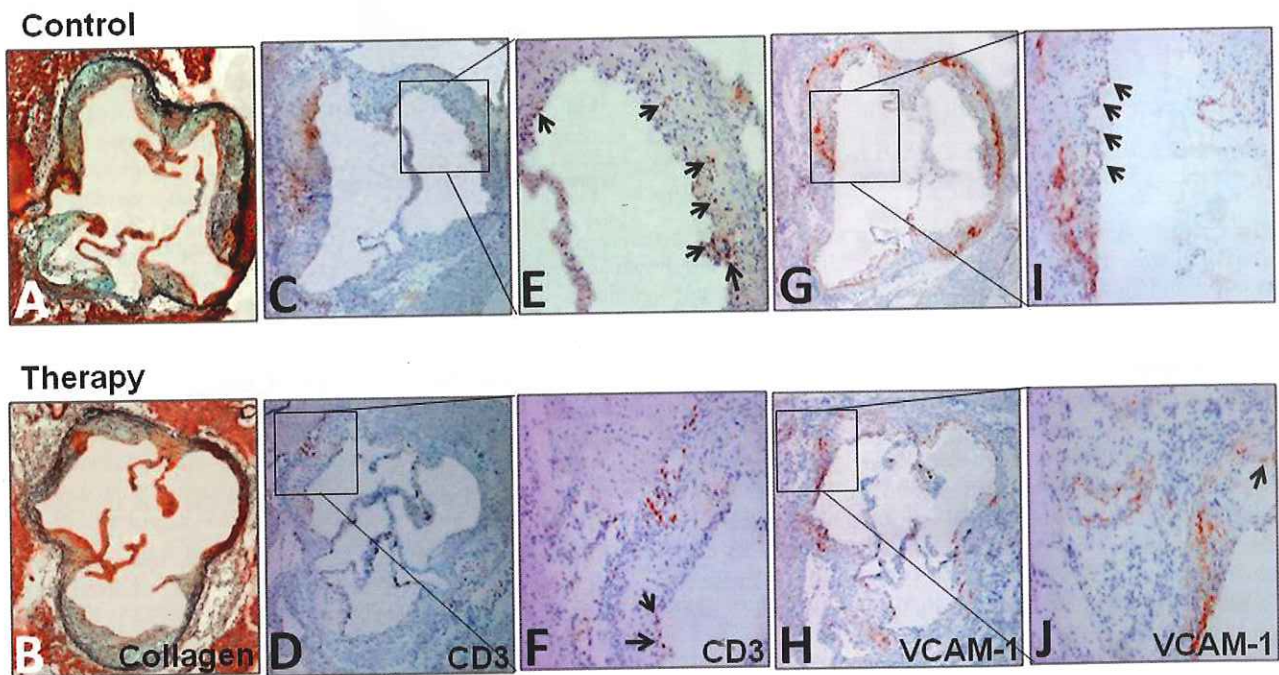 Control
A
C
E
G
I
Therapy
B Collagen
D CD3
F CD3
H VCAM-1
J VCAM-1